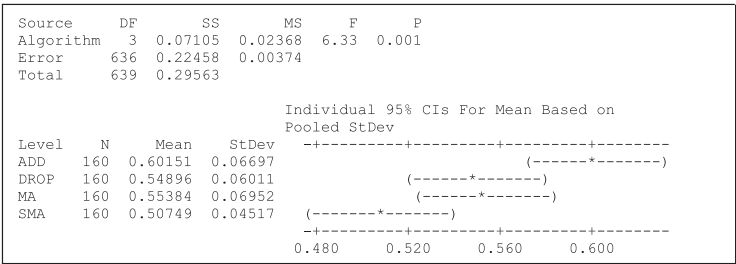 Source DF SS MS F P
Algorithm 3 0.07105 0.02368 6.33 0.001
Error 636 0.22458 0.00374
Total 639 0.29563
Individual 95% CIs For Mean Based on
Pooled StDev
Level N Mean StDev -+---------+---------+---------+--------
ADD 160 0.60151 0.06697 (------*-------)
DROP 160 0.54896 0.06011 (------*-------)
MA 160 0.55384 0.06952 (------*-------)
SMA 160 0.50749 0.04517 (-------*-------)
-+---------+---------+---------+--------
0.480 0.520 0.560 0.600